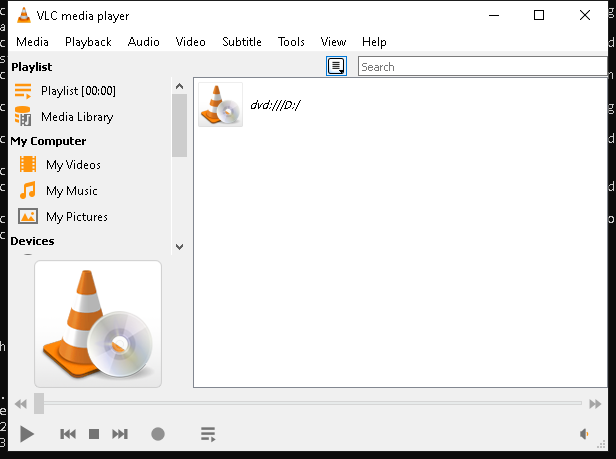 VLC media player
Media Playback Audio Video Subtitle Tools View Help
Playlist
Search
Playlist [00:00]
Media Library
My Computer
My Videos
My Music
My Pictures
Devices
dvd:///D:/